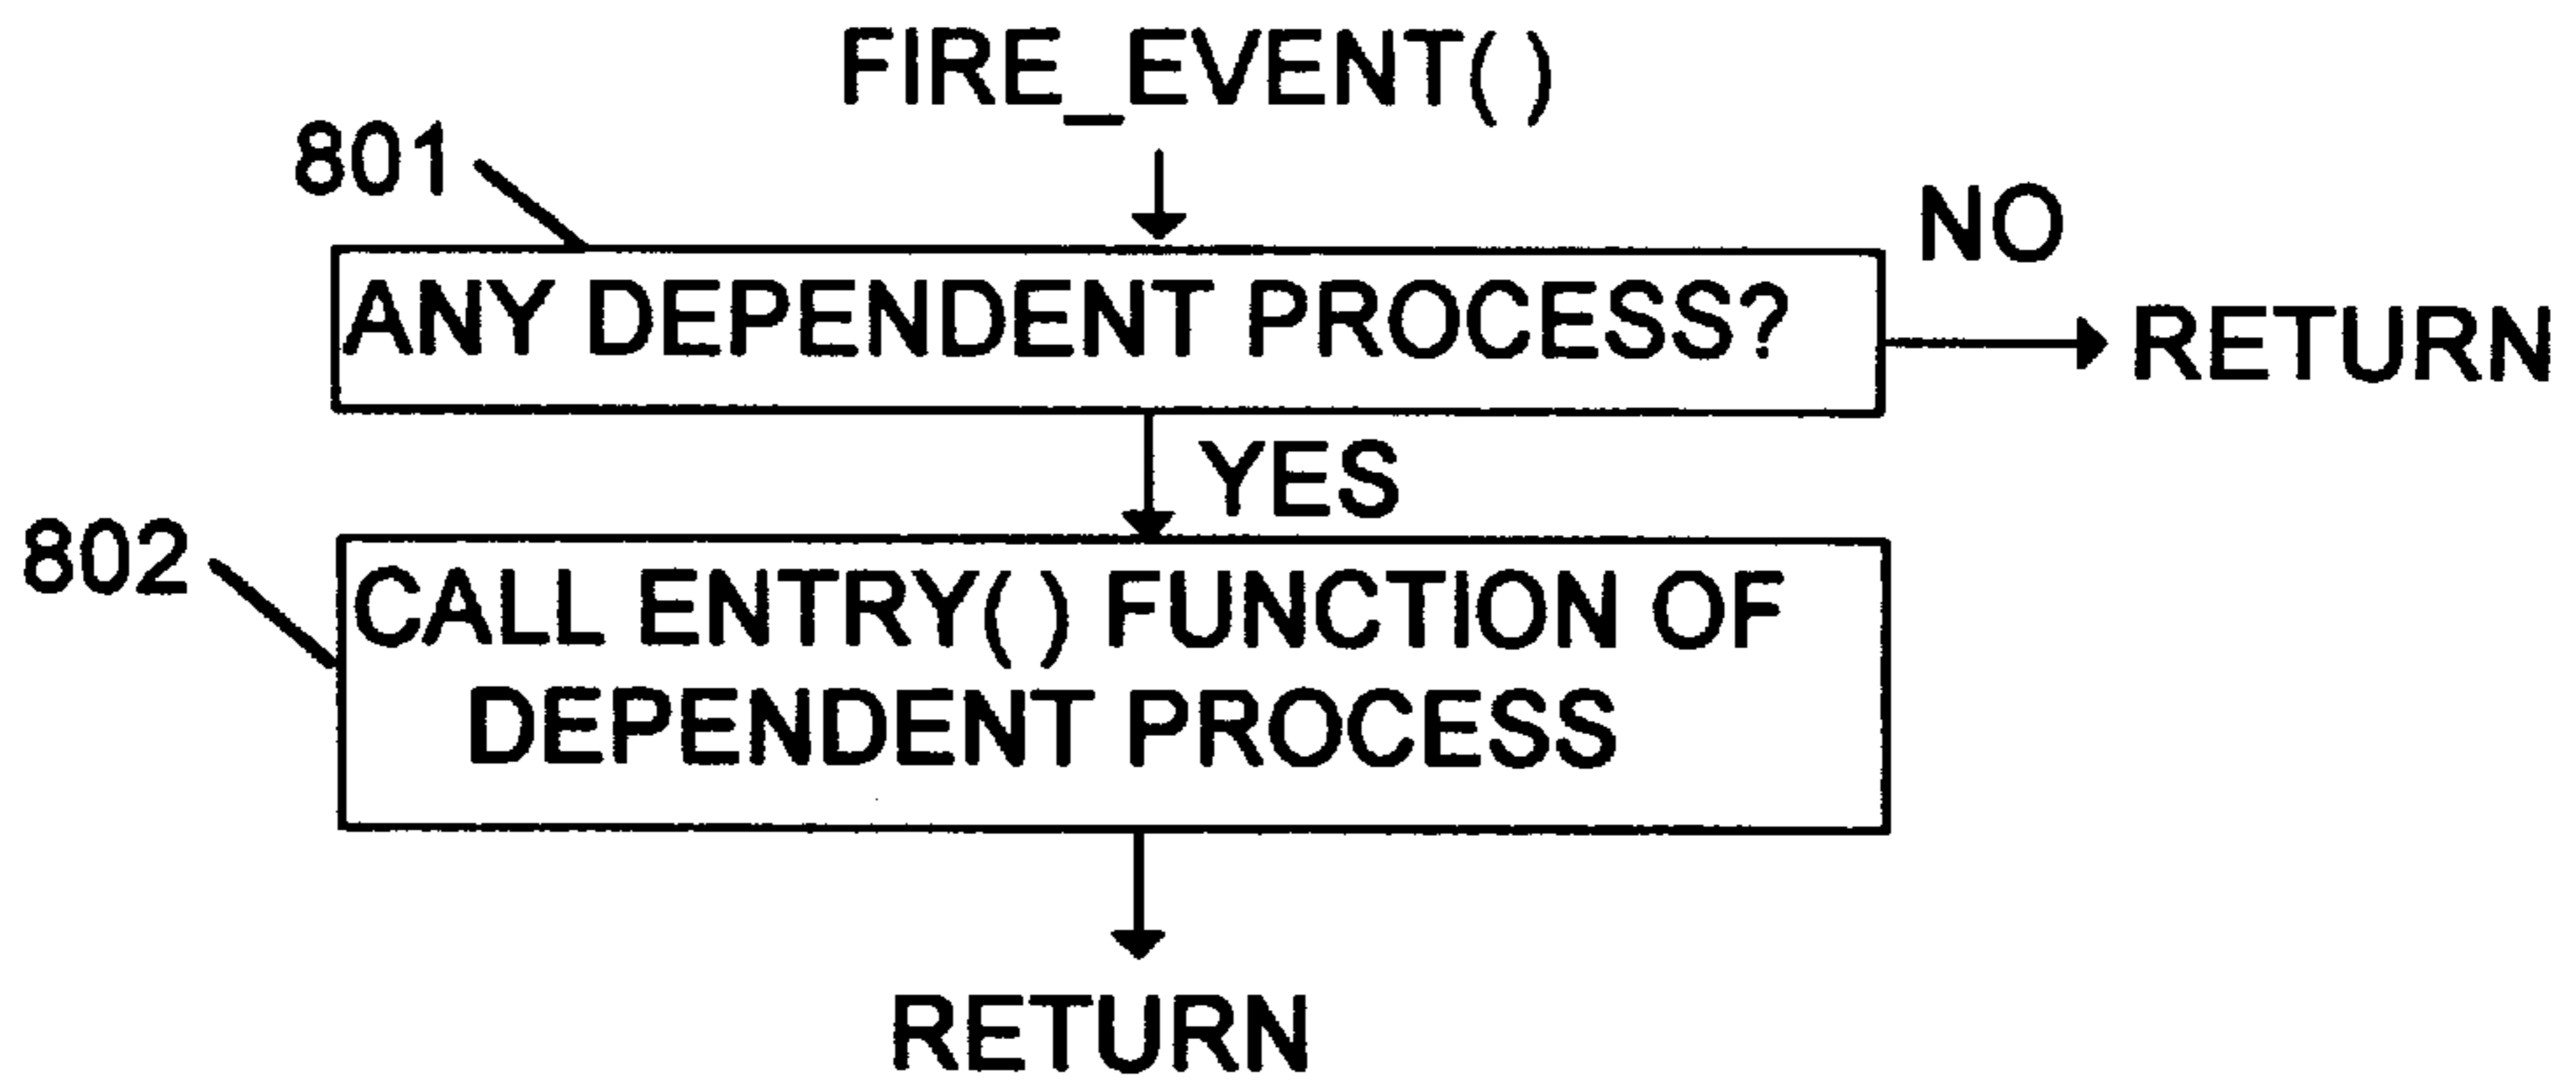 FIRE_EVENT( )
801
NO
ANY DEPENDENT PROCESS?
RETURN
YES
802
CALL ENTRY( ) FUNCTION OF
DEPENDENT PROCESS
RETURN